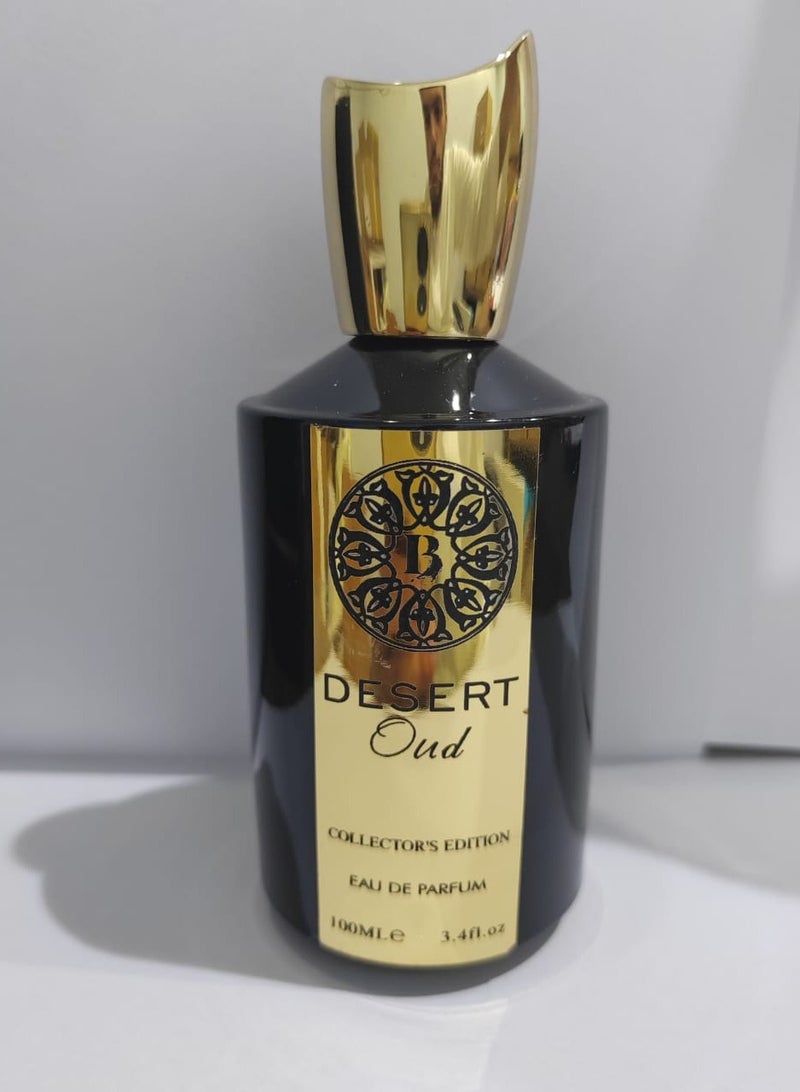 B
DESERT
Oud
COLLECTOR'S EDITION
EAU DE PARFUM
100ML℮ 3.4fl.oz